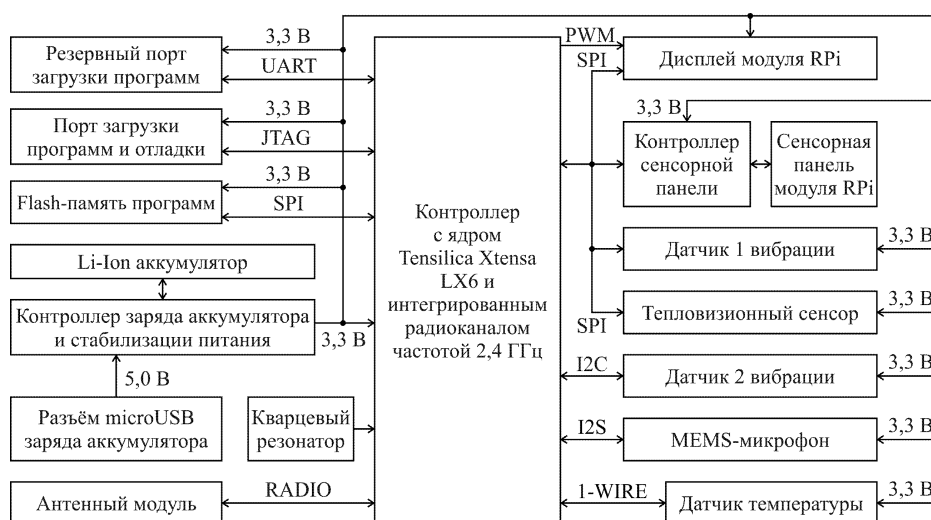 3,3 В
Резервный порт
загрузки программ
UART
3,3 В
Порт загрузки
программ и отладки
JTAG
3,3 В
Flash-память программ
SPI
Li-Ion аккумулятор
Контроллер заряда аккумулятора
и стабилизации питания
3,3 В
5,0 В
Разъём microUSB
заряда аккумулятора
Кварцевый
резонатор
Антенный модуль
RADIO
Контроллер
с ядром
Tensilica Xtensa
LX6 и
интегрированным
радиоканалом
частотой 2,4 ГГц
PWM
SPI
Дисплей модуля RPi
3,3 В
Контроллер
сенсорной
панели
Сенсорная
панель
модуля RPi
Датчик 1 вибрации
3,3 В
SPI
Тепловизионный сенсор
3,3 В
I2C
Датчик 2 вибрации
3,3 В
I2S
MEMS-микрофон
3,3 В
1-WIRE
Датчик температуры
3,3 В